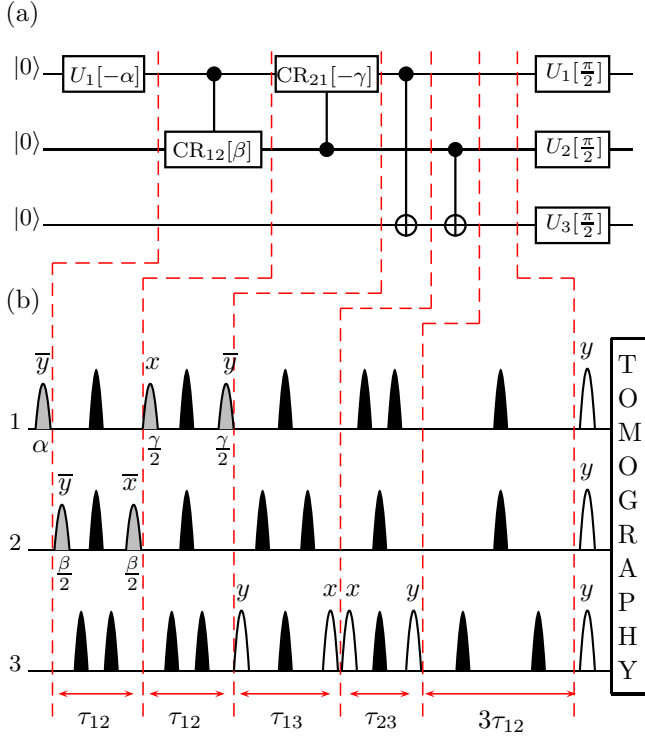 (a)
|0⟩ U₁[−α] CR₂₁[−γ] U₁[π/2]
|0⟩ CR₁₂[β] U₂[π/2]
|0⟩ U₃[π/2]
(b)
y̅ x y̅ y
1
α γ/2 γ/2
y̅ x̅ y
2
β/2 β/2
y x x y y
3
τ₁₂ τ₁₂ τ₁₃ τ₂₃ 3τ₁₂
TOMOGRAPHY